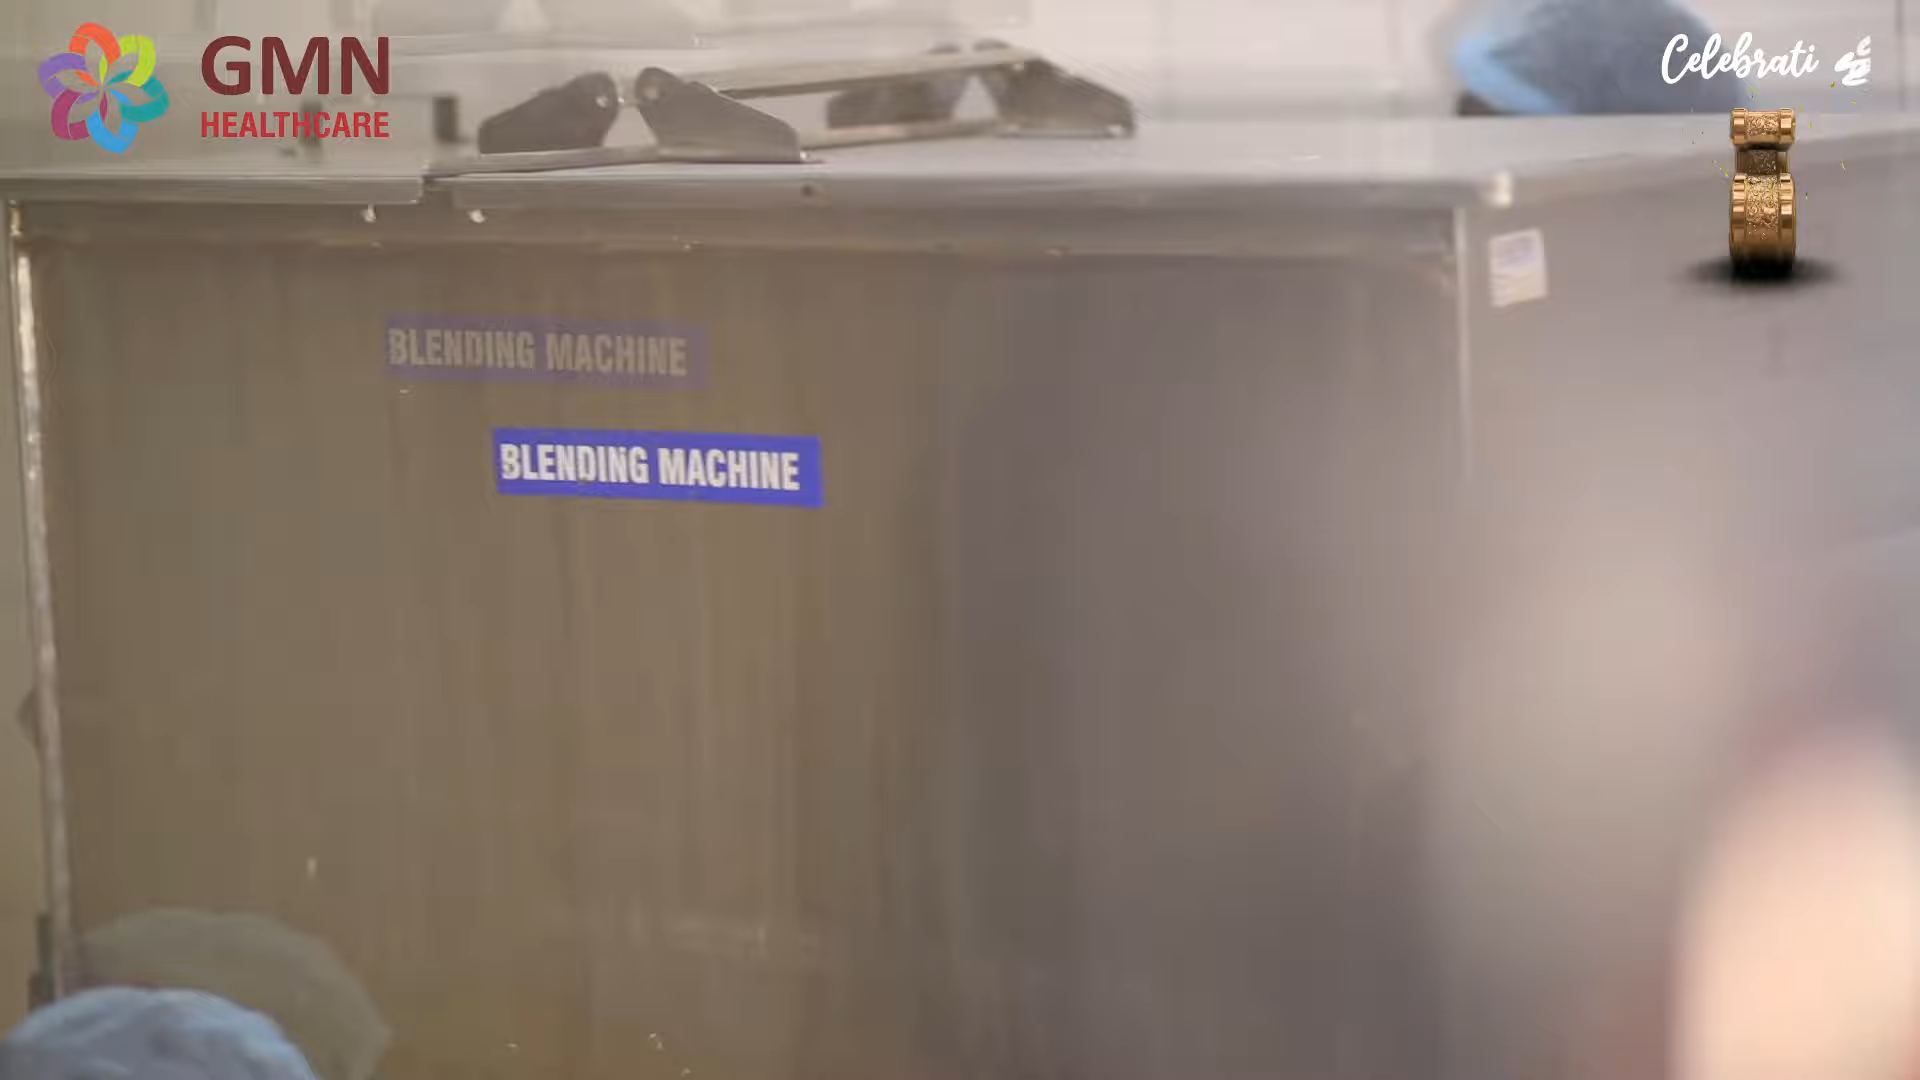 GMN
HEALTHCARE
Celebrati
BLENDING MACHINE
BLENDING MACHINE